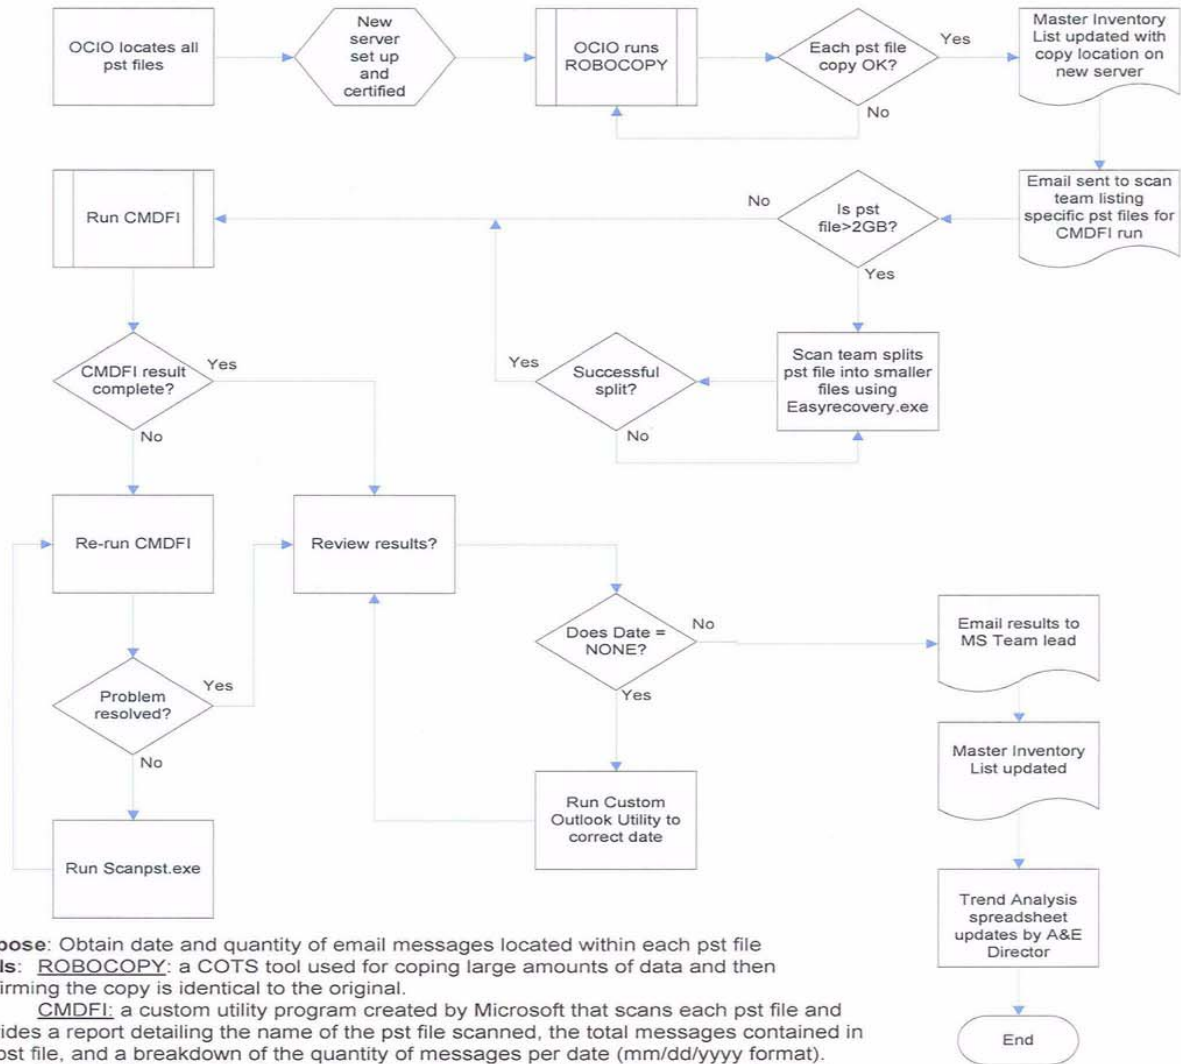 OCIO locates all
pst files
New
server
set up
and
certified
OCIO runs
ROBOCOPY
Each pst file
copy OK?
Yes
No
Master Inventory
List updated with
copy location on
new server
Email sent to scan
team listing
specific pst files for
CMDFI run
Is pst
file>2GB?
No
Yes
Run CMDFI
Scan team splits
pst file into smaller
files using
Easyrecovery.exe
Successful
split?
Yes
No
CMDFI result
complete?
Yes
No
Re-run CMDFI
Review results?
Problem
resolved?
Yes
No
Run Scanpst.exe
Does Date =
NONE?
No
Yes
Run Custom
Outlook Utility to
correct date
Email results to
MS Team lead
Master Inventory
List updated
Trend Analysis
spreadsheet
updates by A&E
Director
End
pose: Obtain date and quantity of email messages located within each pst file
ls: ROBOCOPY: a COTS tool used for coping large amounts of data and then
irming the copy is identical to the original.
CMDFI: a custom utility program created by Microsoft that scans each pst file and
ides a report detailing the name of the pst file scanned, the total messages contained in
pst file, and a breakdown of the quantity of messages per date (mm/dd/yyyy format).